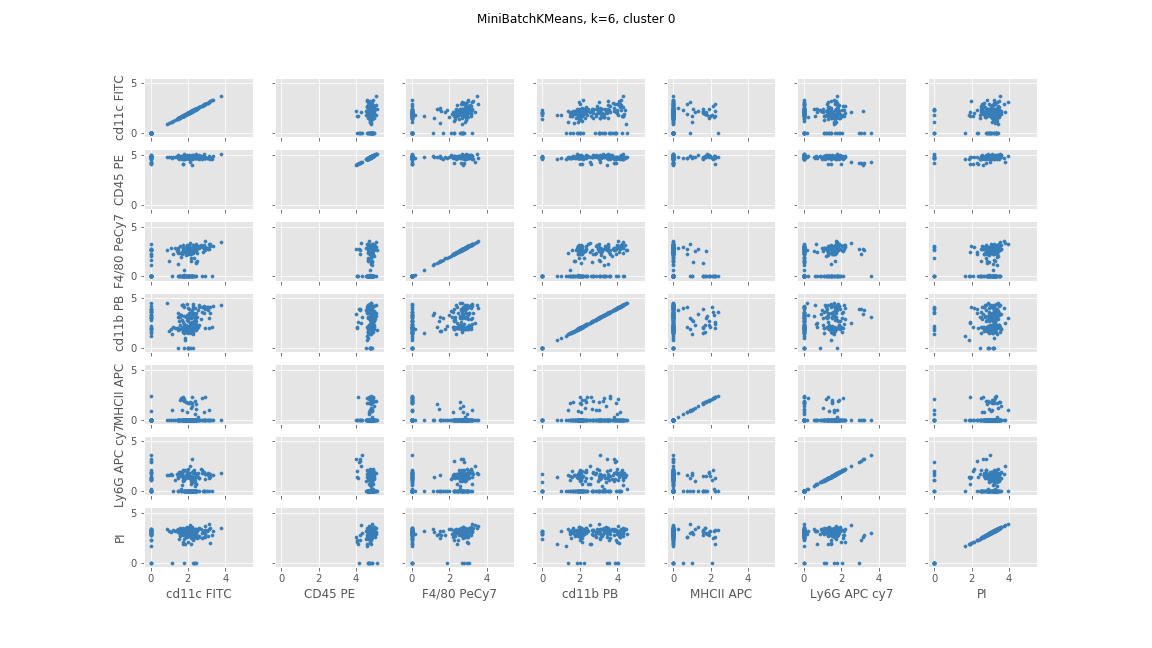 MiniBatchKMeans, k=6, cluster 0
cd11c FITC
5
0
CD45 PE
5
0
F4/80 PeCy7
5
0
cd11b PB
5
0
MHCII APC
5
0
Ly6G APC cy7
5
0
PI
5
0
0 2 4 0 2 4 0 2 4 0 2 4 0 2 4 0 2 4 0 2 4
cd11c FITC CD45 PE F4/80 PeCy7 cd11b PB MHCII APC Ly6G APC cy7 PI